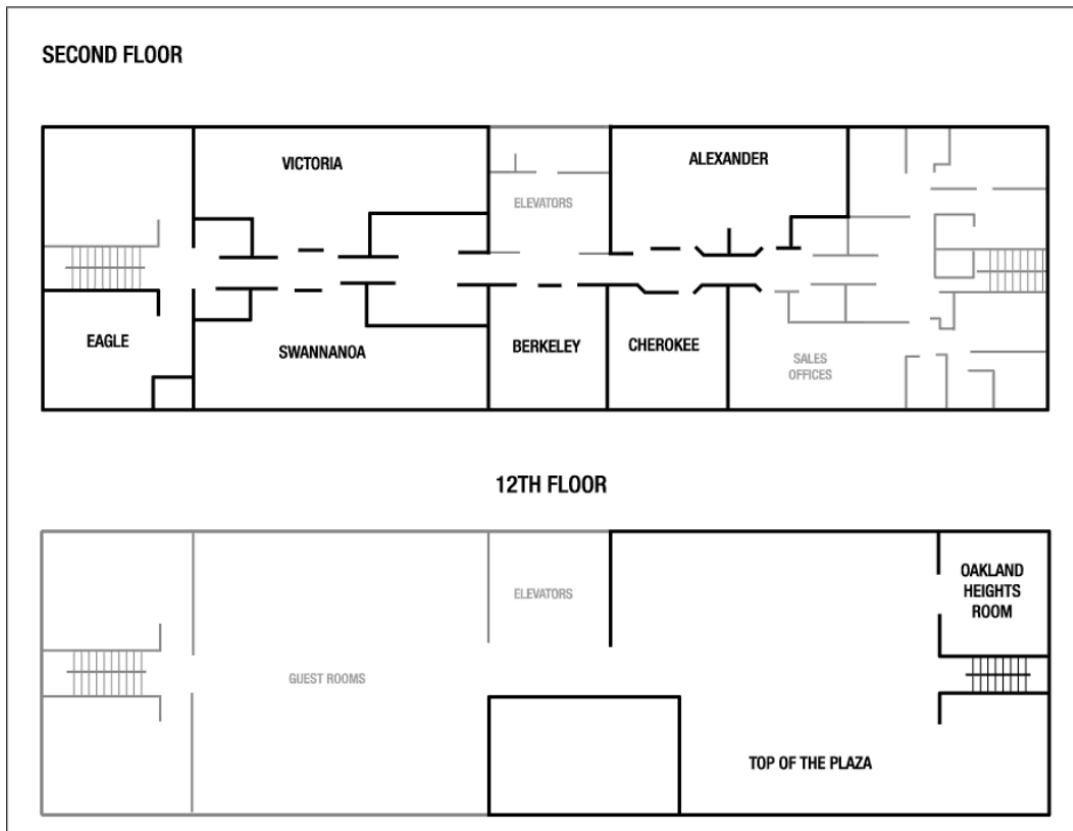 SECOND FLOOR
VICTORIA
ALEXANDER
ELEVATORS
EAGLE
SWANNANOA
BERKELEY
CHEROKEE
SALES
OFFICES
12TH FLOOR
ELEVATORS
OAKLAND
HEIGHTS
ROOM
GUEST ROOMS
TOP OF THE PLAZA